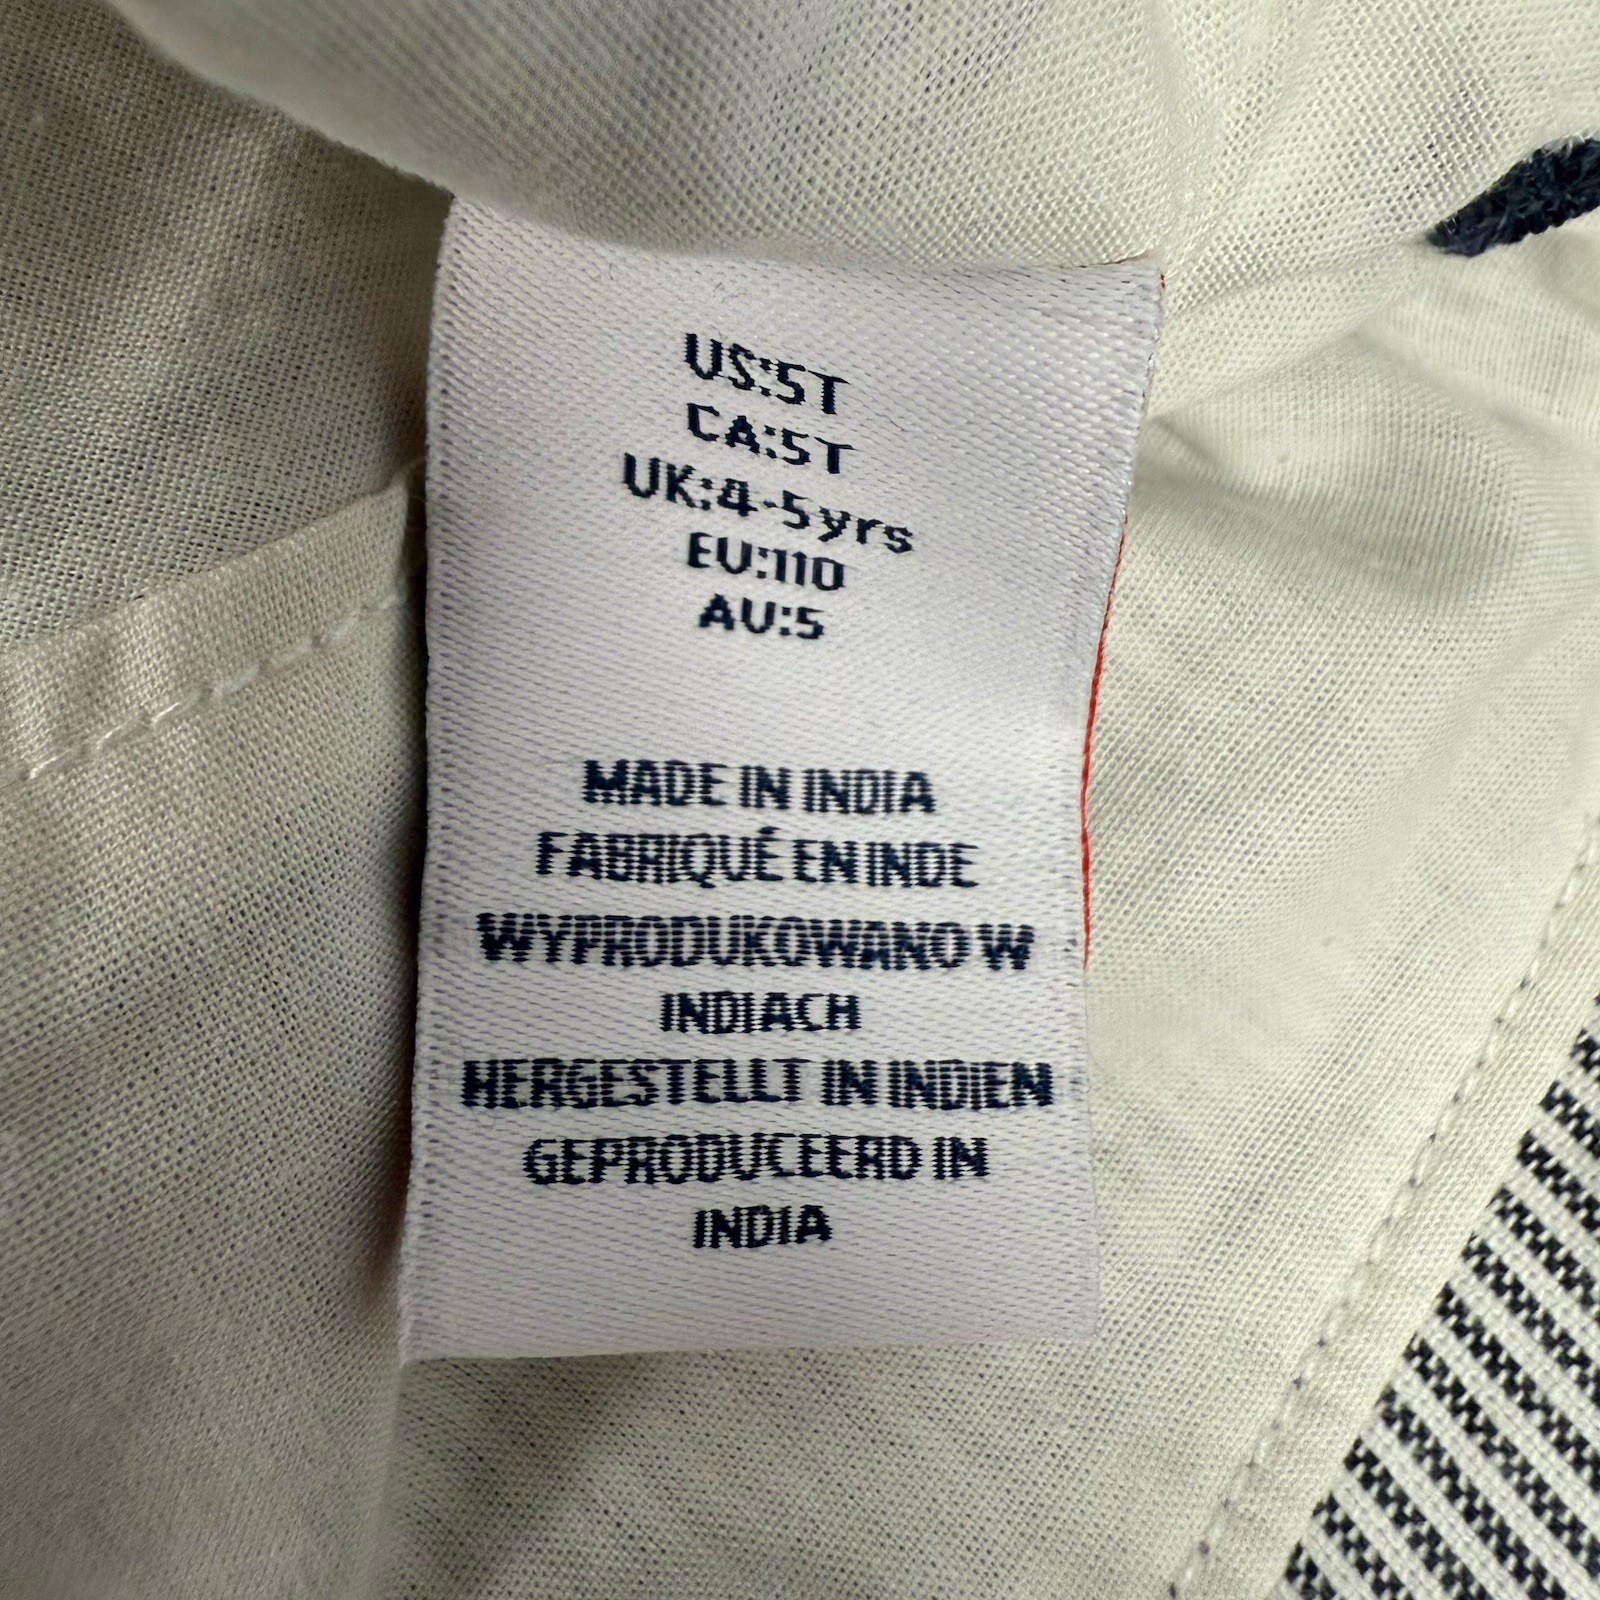 US:5T
CA:5T
UK:4-5yrs
EU:110
AU:5
MADE IN INDIA
FABRIQUÉ EN INDE
WYPRODUKOWANO W
INDIACH
HERGESTELLT IN INDIEN
GEPRODUCEERD IN
INDIA